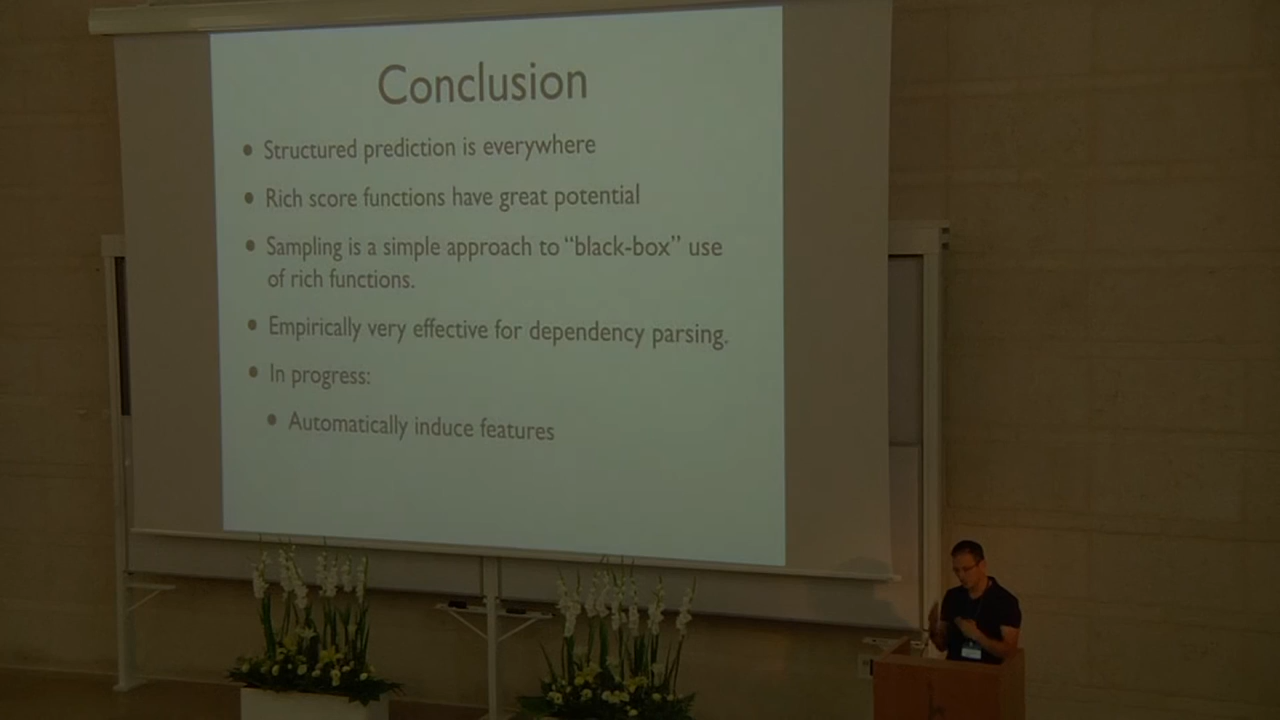 Conclusion
• Structured prediction is everywhere
• Rich score functions have great potential
• Sampling is a simple approach to “black-box” use
of rich functions.
• Empirically very effective for dependency parsing.
• In progress:
• Automatically induce features